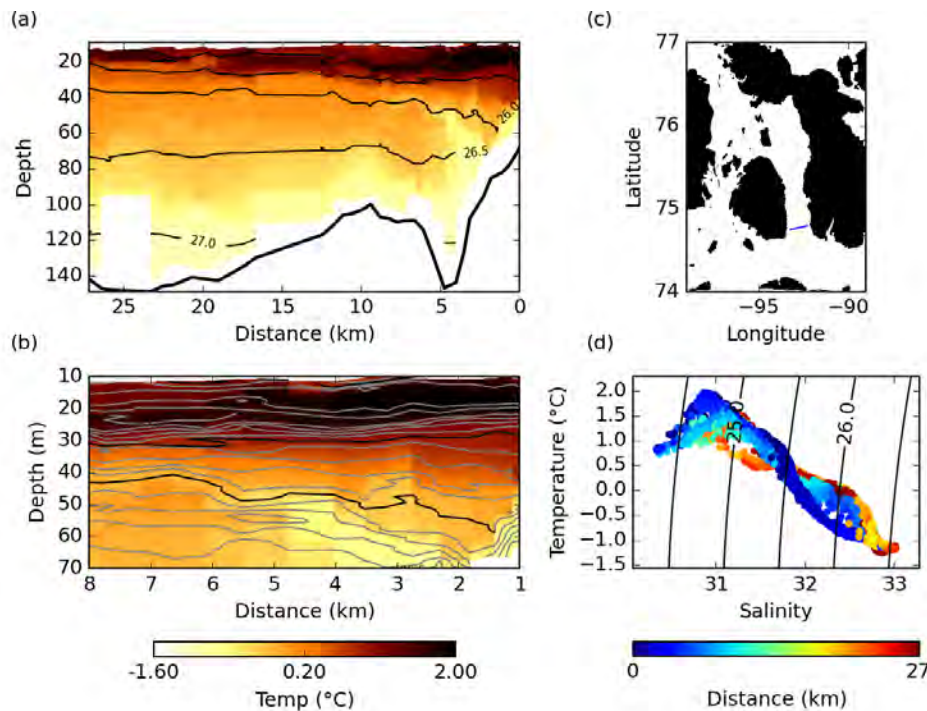 (a)
20
40
60
80
100
120
140
Depth
26.0
26.5
27.0
25 20 15 10 5 0
Distance (km)
(c)
77
76
75
74
Latitude
−95 −89
Longitude
(b)
10
20
30
40
50
60
70
Depth (m)
8 7 6 5 4 3 2 1
Distance (km)
-1.60 0.20 2.00
Temp (°C)
(d)
2.0
1.5
1.0
0.5
0.0
−0.5
−1.0
−1.5
Temperature (°C)
25.0
26.0
31 32 33
Salinity
0 27
Distance (km)